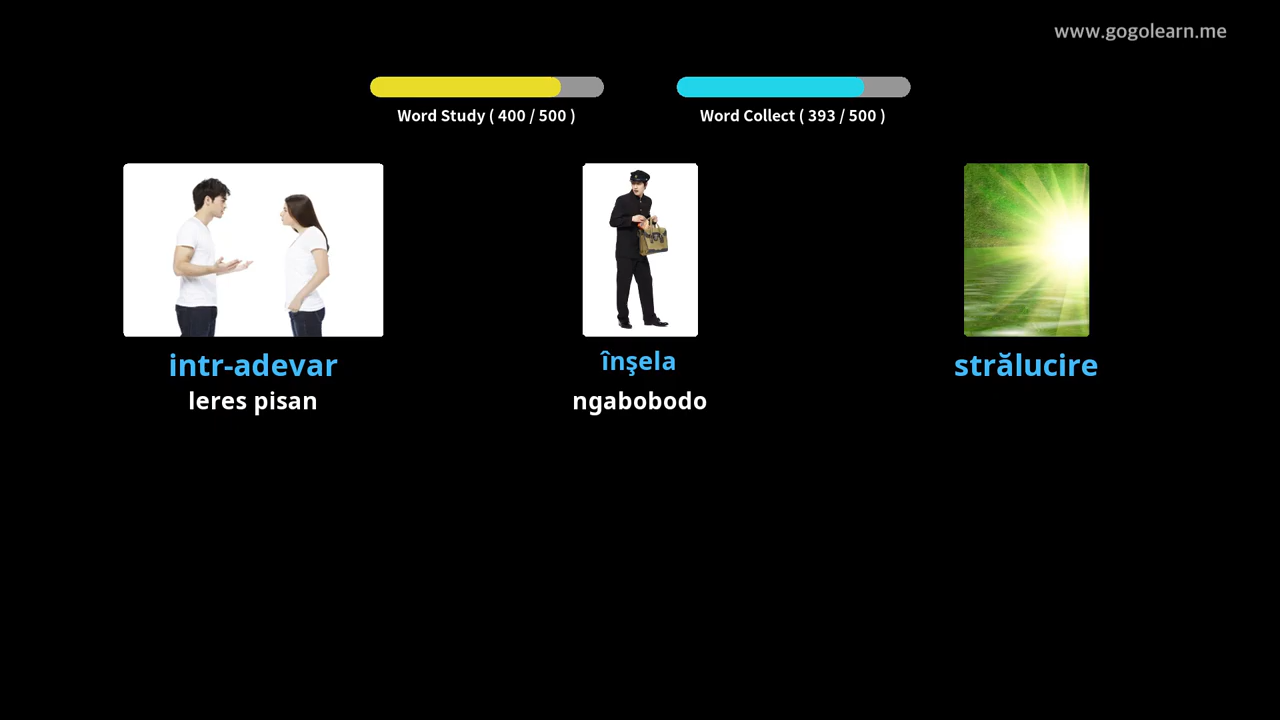 www.gogolearn.me
Word Study ( 400 / 500 )
Word Collect ( 393 / 500 )
intr-adevar
leres pisan
înşela
ngabobodo
strălucire